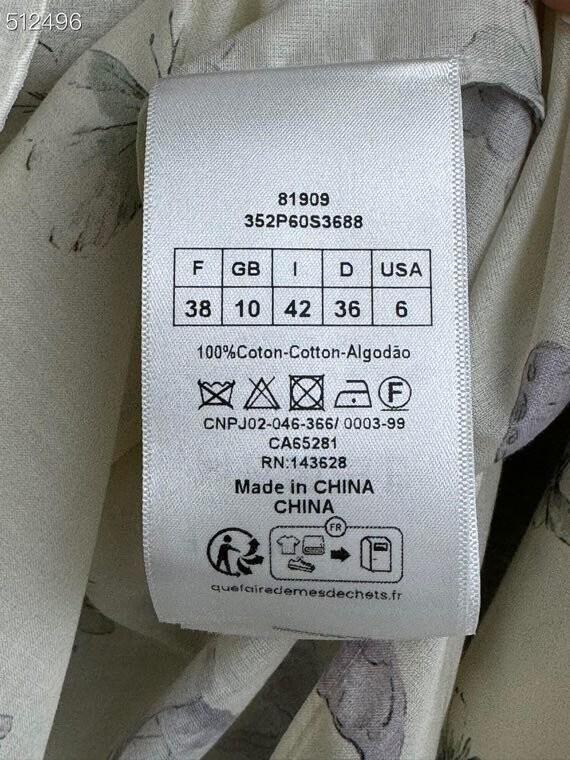 512496
81909
352P60S3688
F GB I D USA
38 10 42 36 6
100%Coton-Cotton-Algodão
F
CNPJ02-046-366/ 0003-99
CA65281
RN:143628
Made in CHINA
CHINA
FR
quefairedemesdechets.fr